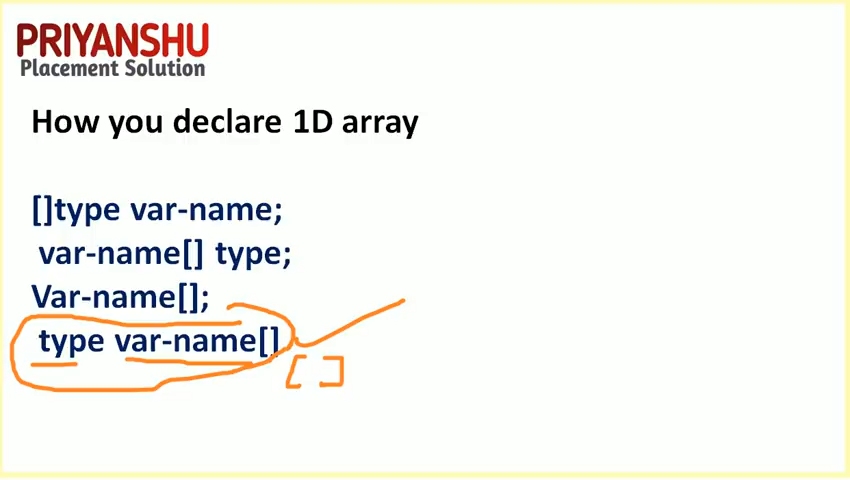 PRIYANSHU
Placement Solution
How you declare 1D array
[]type var-name;
var-name[] type;
Var-name[];
type var-name[]
[ ]